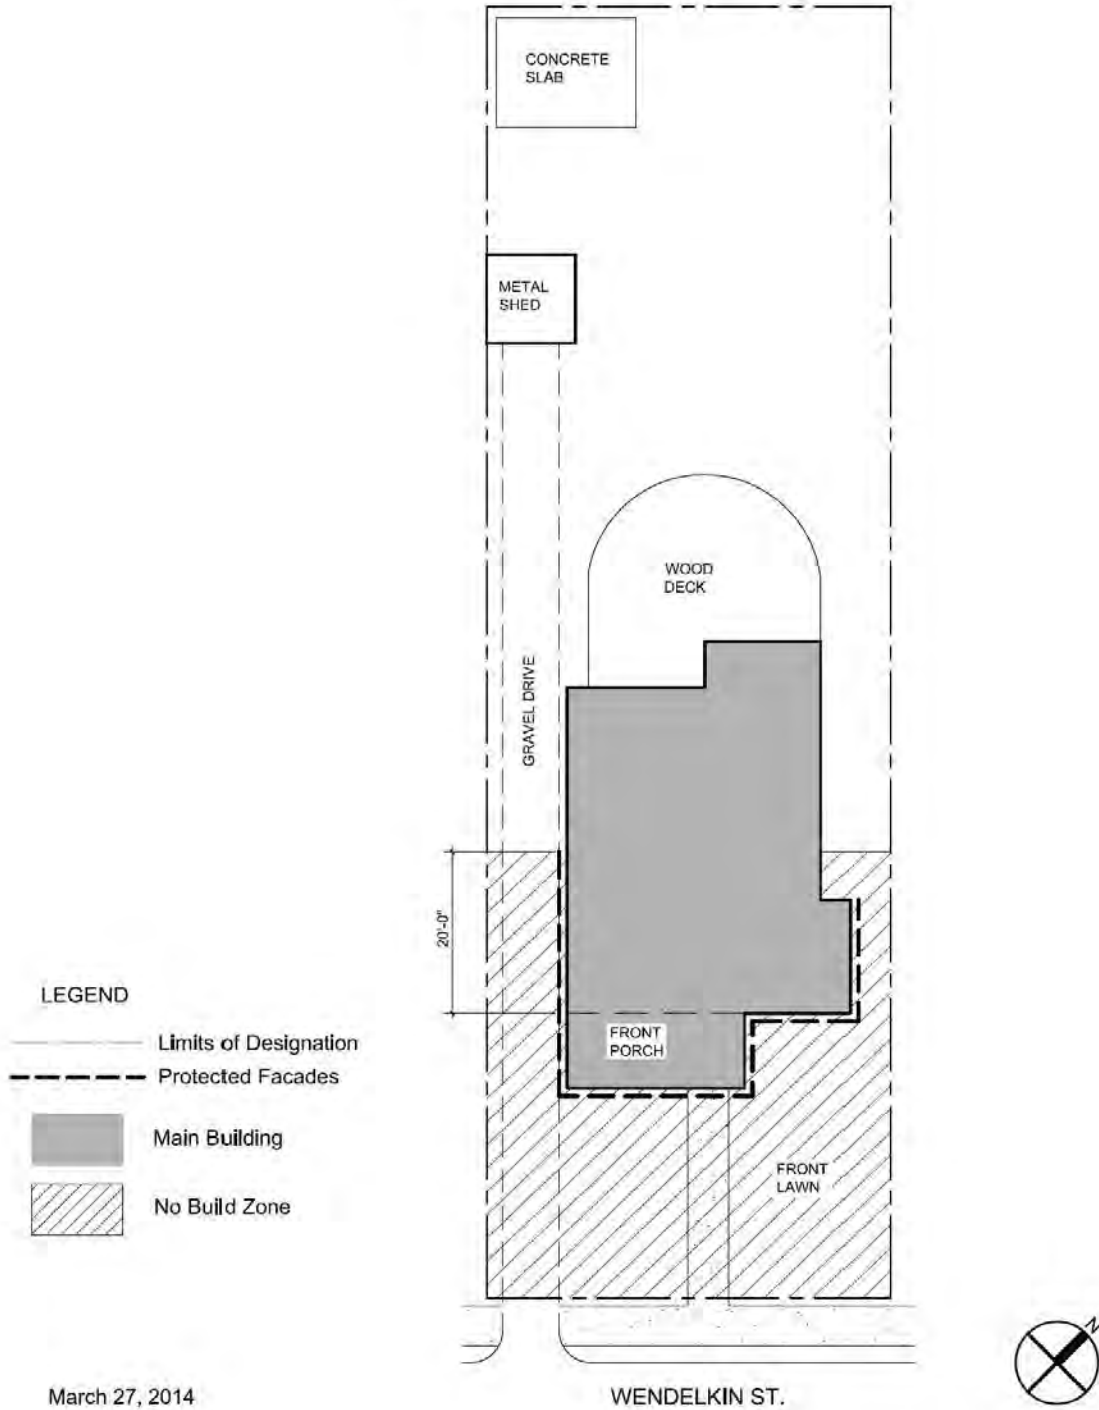 CONCRETE
SLAB
METAL
SHED
WOOD
DECK
GRAVEL DRIVE
20'-0"
FRONT
PORCH
FRONT
LAWN
LEGEND
Limits of Designation
Protected Facades
Main Building
No Build Zone
N
March 27, 2014
WENDELKIN ST.